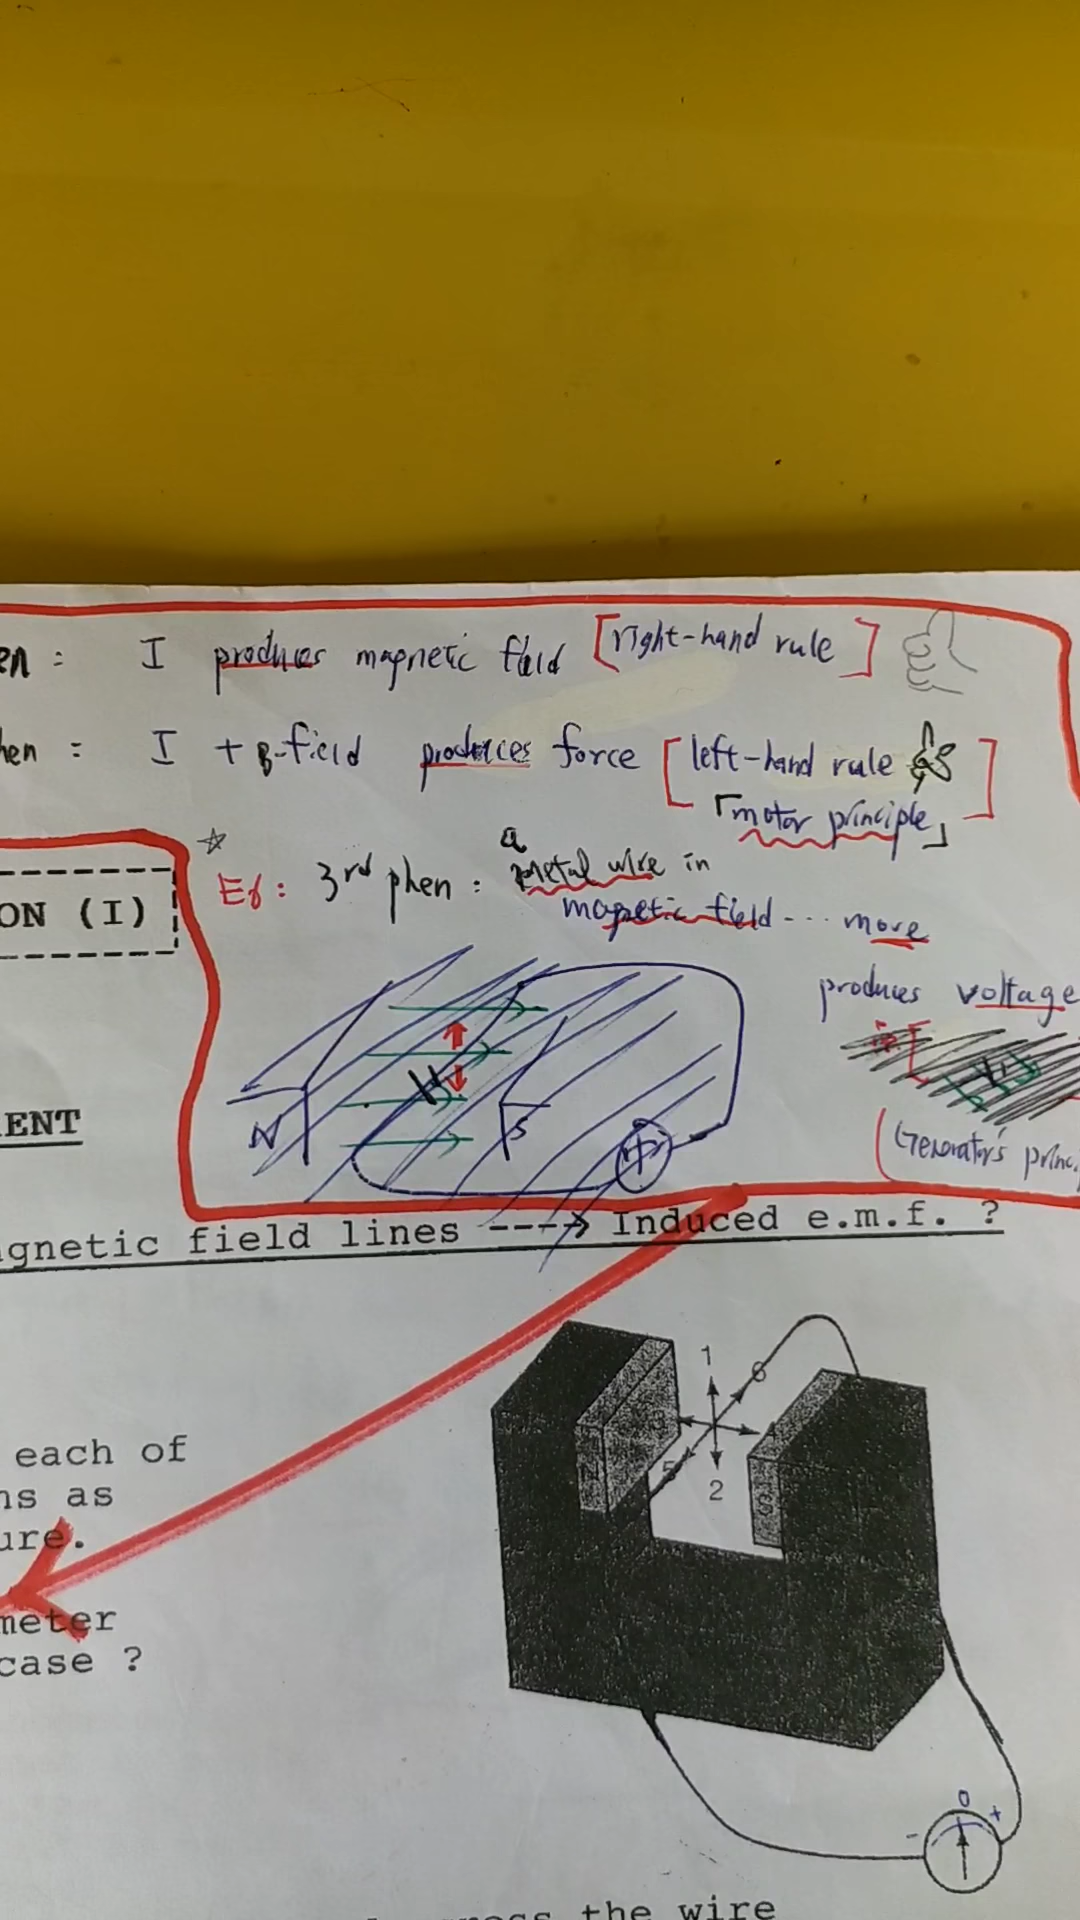 en : I produces magnetic field [right-hand rule]
hen : I + B-field produces force [left-hand rule
「motor principle」]
☆ E8: 3rd phen : a metal wire in
magnetic field --- move
produces voltage
ON (I)
N
S
(Generator's princ
ENT
agnetic field lines ----> Induced e.m.f. ?
1
6
3
4
5
2
N
S
each of
ns as
ure.
meter
case ?
0
- +
the wire